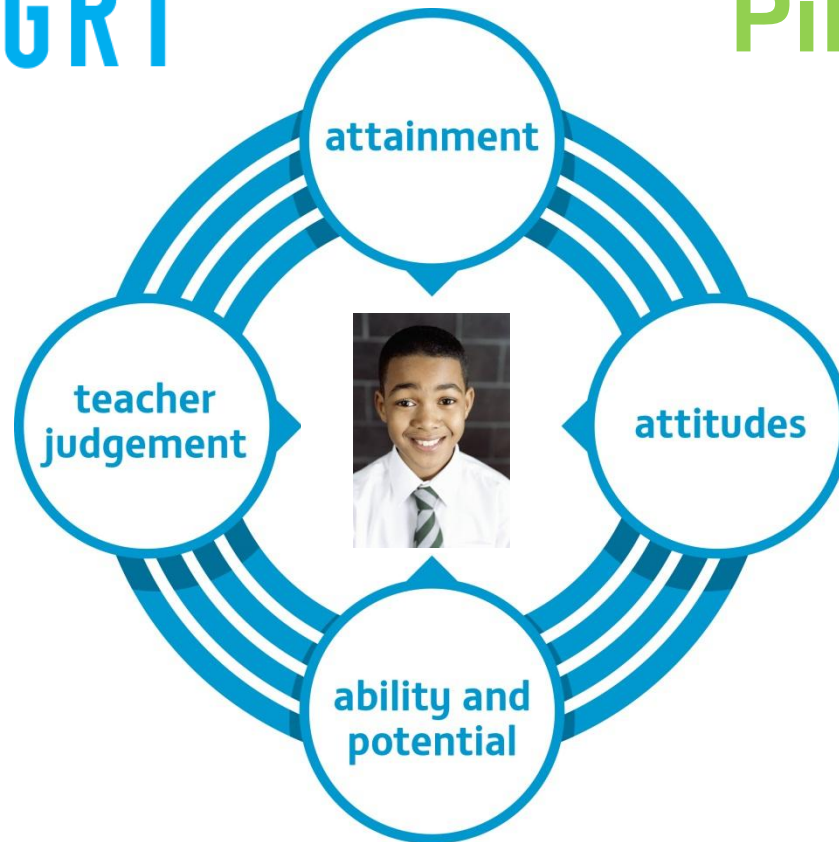 GRT
attainment
teacher
judgement
attitudes
ability and
potential